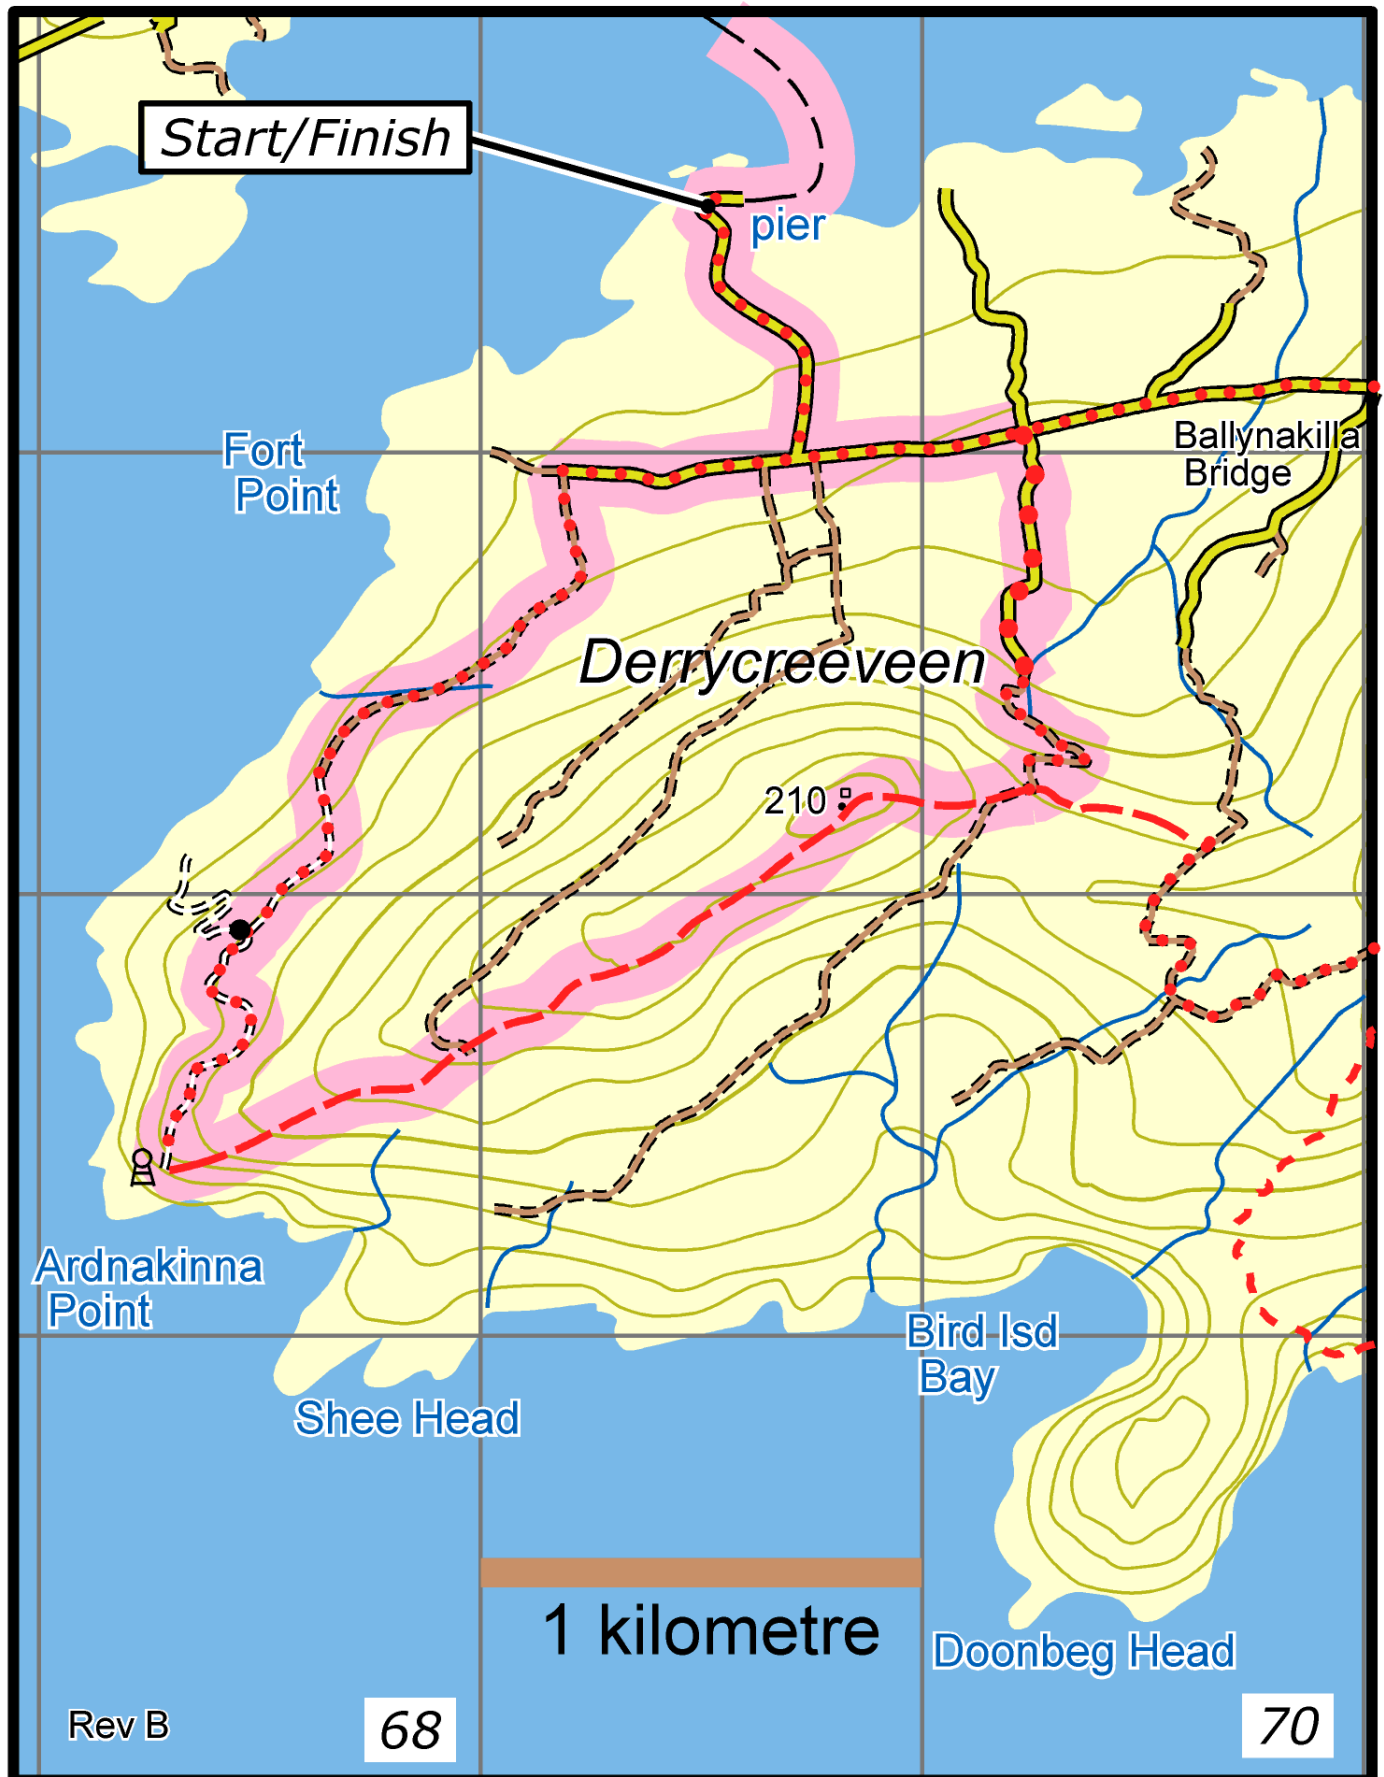 Start/Finish
pier
Fort
Point
Ballynakilla
Bridge
Derrycreeveen
210
Ardnakinna
Point
Bird Isd
Bay
Shee Head
1 kilometre
Doonbeg Head
Rev B
68
70